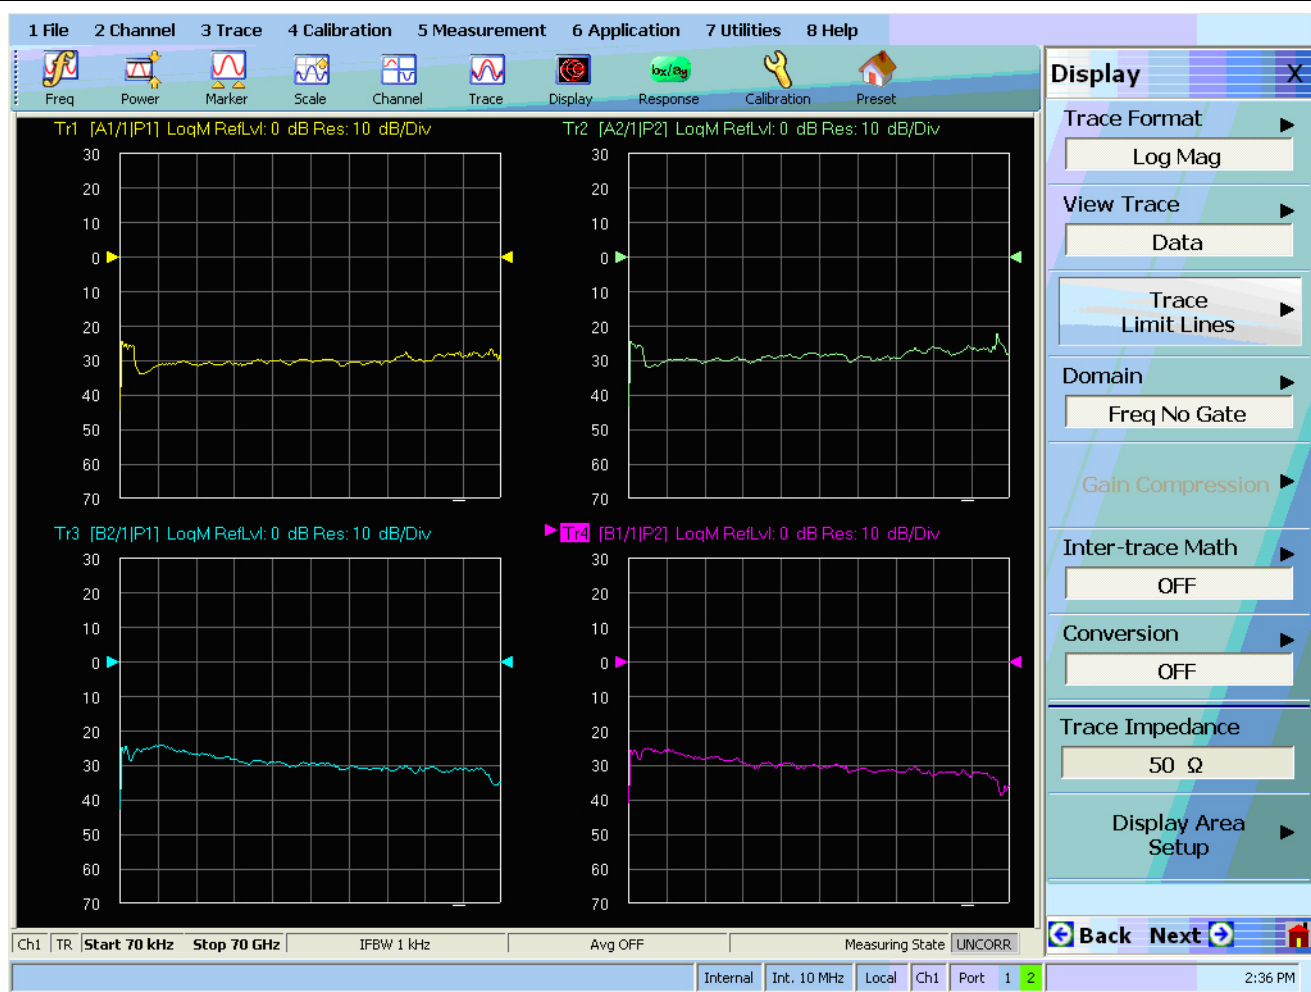 1 File 2 Channel 3 Trace 4 Calibration 5 Measurement 6 Application 7 Utilities 8 Help
Freq Power Marker Scale Channel Trace Display bx/ay Response Calibration Preset
Tr1 [A1/1|P1] LogM RefLvl: 0 dB Res: 10 dB/Div
30
20
10
0
10
20
30
40
50
60
70
Tr2 [A2/1|P2] LogM RefLvl: 0 dB Res: 10 dB/Div
30
20
10
0
10
20
30
40
50
60
70
Tr3 [B2/1|P1] LogM RefLvl: 0 dB Res: 10 dB/Div
30
20
10
0
10
20
30
40
50
60
70
Tr4 [B1/1|P2] LogM RefLvl: 0 dB Res: 10 dB/Div
30
20
10
0
10
20
30
40
50
60
70
Ch1 TR Start 70 kHz Stop 70 GHz IFBW 1 kHz Avg OFF Measuring State UNCORR
Display X
Trace Format
Log Mag
View Trace
Data
Trace
Limit Lines
Domain
Freq No Gate
Gain Compression
Inter-trace Math
OFF
Conversion
OFF
Trace Impedance
50 Ω
Display Area
Setup
Back Next
Internal Int. 10 MHz Local Ch1 Port 1 2 2:36 PM